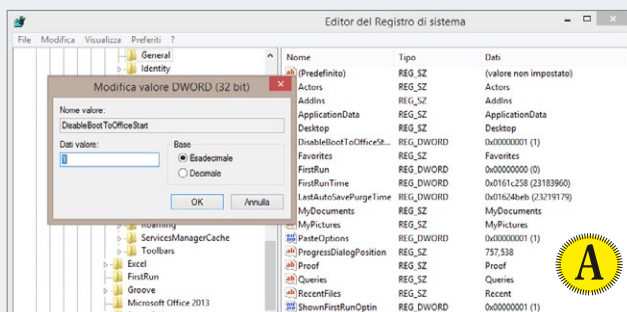 Editor del Registro di sistema
File Modifica Visualizza Preferiti ?
General
Identity
Nome Tipo Dati
(Predefinito) REG_SZ (valore non impostato)
Actors REG_SZ Actors
AddIns REG_SZ AddIns
ApplicationData REG_SZ ApplicationData
Desktop REG_SZ Desktop
DisableBootToOfficeSt... REG_DWORD 0x00000001 (1)
Favorites REG_SZ Favorites
FirstRun REG_DWORD 0x00000000 (0)
FirstRunTime REG_DWORD 0x0161c258 (23183960)
LastAutoSavePurgeTime REG_DWORD 0x01624beb (23219179)
MyDocuments REG_SZ MyDocuments
MyPictures REG_SZ MyPictures
PasteOptions REG_DWORD 0x00000001 (1)
ProgressDialogPosition REG_SZ 757,538
Proof REG_SZ Proof
Queries REG_SZ Queries
RecentFiles REG_SZ Recent
ShownFirstRunOptin REG_DWORD 0x00000001 (1)
Modifica valore DWORD (32 bit)
Nome valore:
DisableBootToOfficeStart
Dati valore:
1
Base
Esadecimale
Decimale
OK Annulla
Roaming
ServicesManagerCache
Toolbars
Excel
FirstRun
Groove
Microsoft Office 2013
A